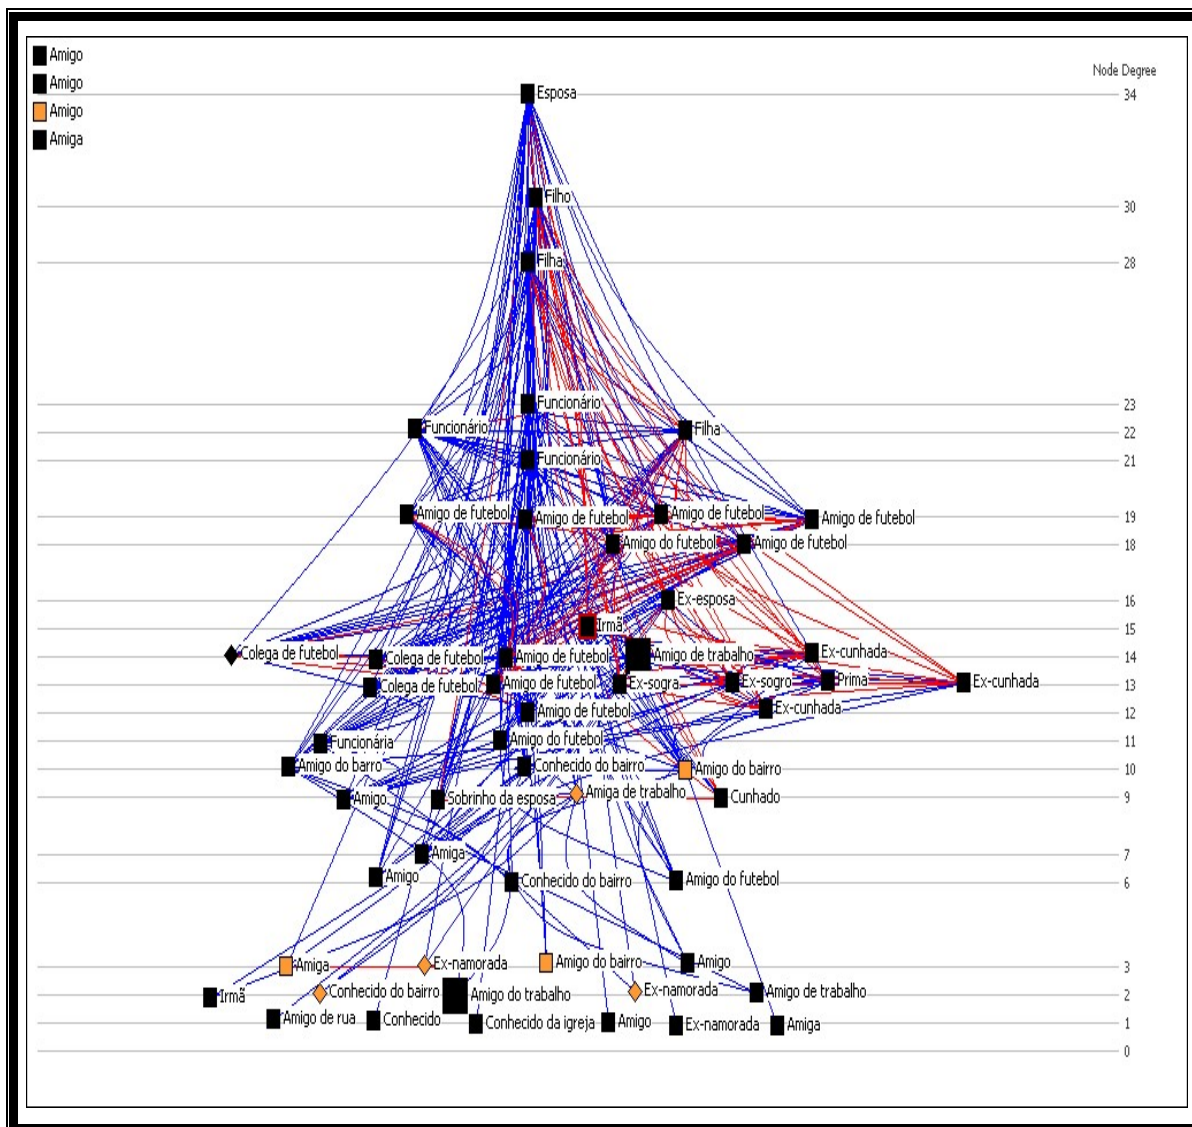 Amigo
Amigo
Amigo
Amiga
Node Degree
Esposa 34
Filho 30
Filha 28
Funcionário 23
Funcionário Filha 22
Funcionário 21
Amigo de futebol Amigo de futebol Amigo de futebol Amigo de futebol 19
Amigo do futebol Amigo de futebol 18
Ex-esposa 16
Irmã 15
Colega de futebol Colega de futebol Amigo de futebol Amigo de trabalho Ex-cunhada 14
Colega de futebol Amigo de futebol Ex-sogra Ex-sogro Prima Ex-cunhada 13
Amigo de futebol Ex-cunhada 12
Funcionária Amigo do futebol 11
Amigo do bairro Conhecido do bairro Amigo do bairro 10
Amigo Sobrinho da esposa Amiga de trabalho Cunhado 9
Amiga 7
Amigo Conhecido do bairro Amigo do futebol 6
Amiga Ex-namorada Amigo do bairro Amigo 3
Irmã Conhecido do bairro Amigo do trabalho Ex-namorada Amigo de trabalho 2
Amigo de rua Conhecido Conhecido da igreja Amigo Ex-namorada Amiga 1
0